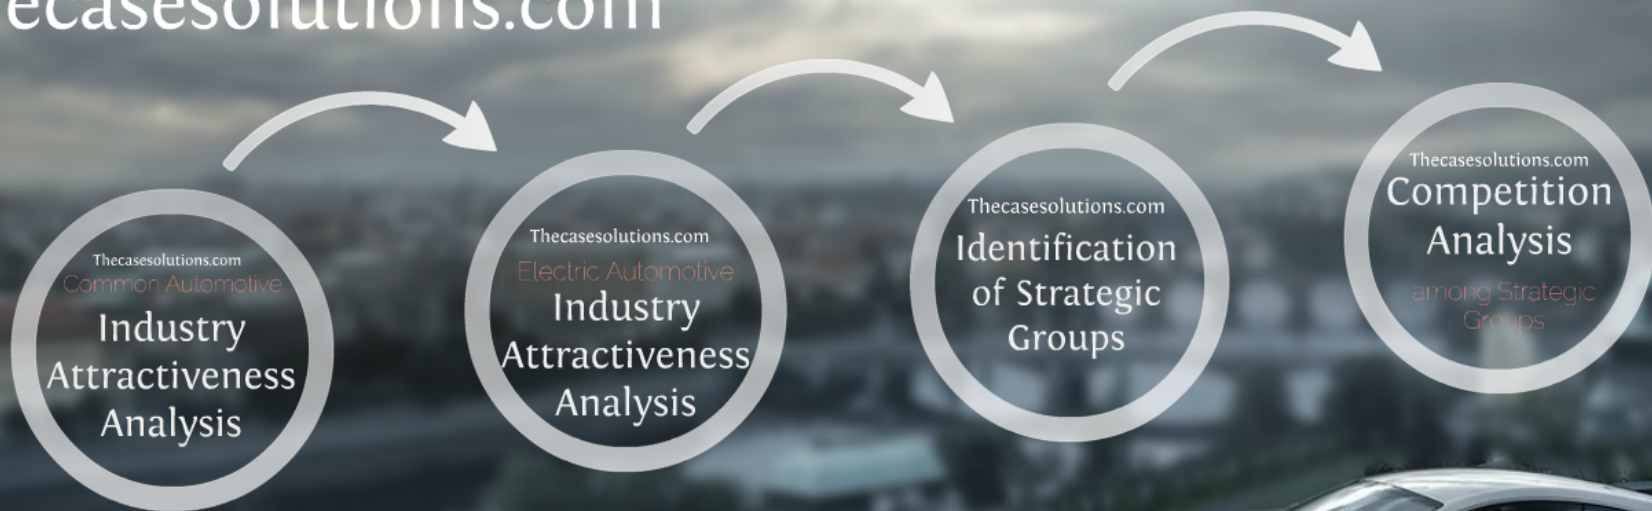 ecasesolutions.com
Thecasesolutions.com
Common Automotive
Industry
Attractiveness
Analysis
Thecasesolutions.com
Electric Automotive
Industry
Attractiveness
Analysis
Thecasesolutions.com
Identification
of Strategic
Groups
Thecasesolutions.com
Competition
Analysis
among Strategic
Groups